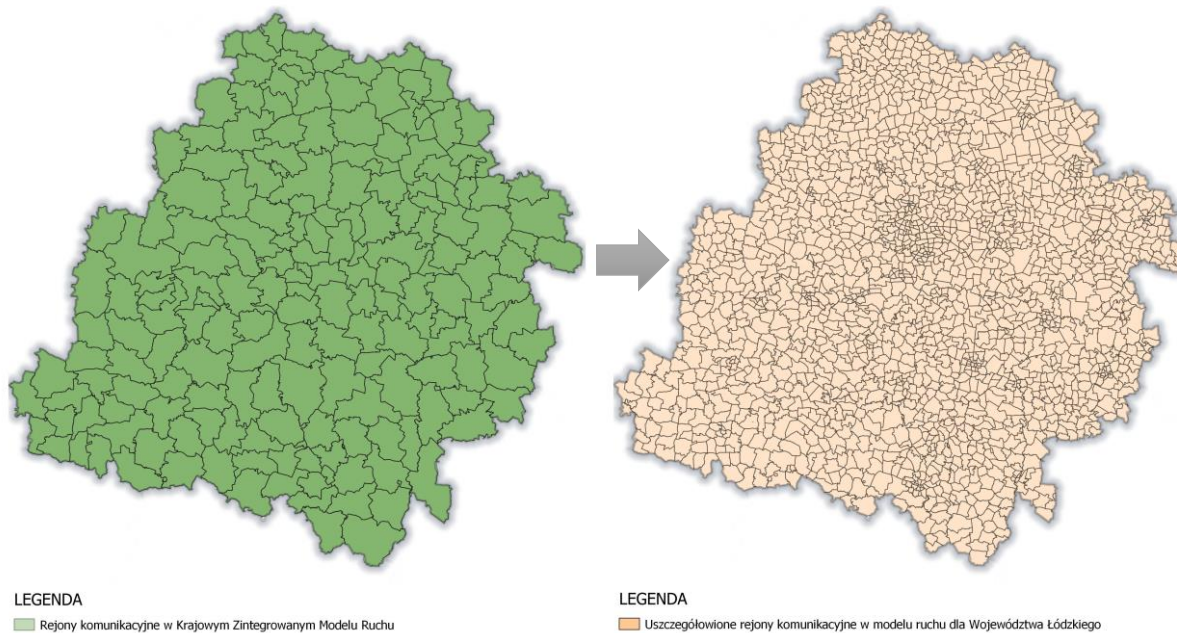 LEGENDA
Rejony komunikacyjne w Krajowym Zintegrowanym Modelu Ruchu
LEGENDA
Uszczegółowione rejony komunikacyjne w modelu ruchu dla Województwa Łódzkiego